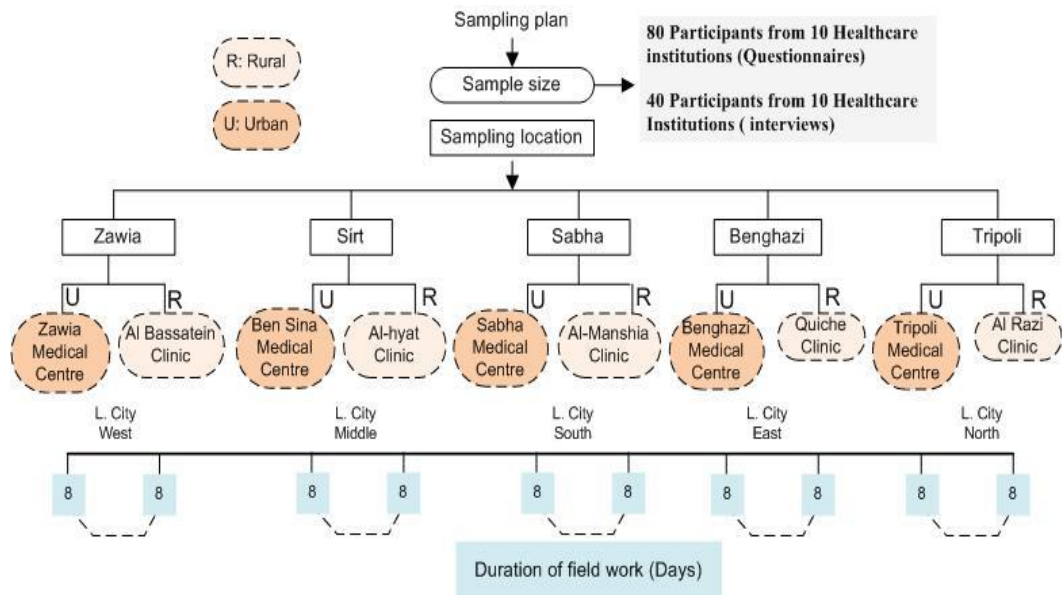 Sampling plan
R: Rural
U: Urban
Sample size
80 Participants from 10 Healthcare
institutions (Questionnaires)
40 Participants from 10 Healthcare
Institutions ( interviews)
Sampling location
Zawia
Sirt
Sabha
Benghazi
Tripoli
U
R
U
R
U
R
U
R
U
R
Zawia
Medical
Centre
Al Bassatein
Clinic
Ben Sina
Medical
Centre
Al-hyat
Clinic
Sabha
Medical
Centre
Al-Manshia
Clinic
Benghazi
Medical
Centre
Quiche
Clinic
Tripoli
Medical
Centre
Al Razi
Clinic
L. City
West
L. City
Middle
L. City
South
L. City
East
L. City
North
8
8
8
8
8
8
8
8
8
8
Duration of field work (Days)